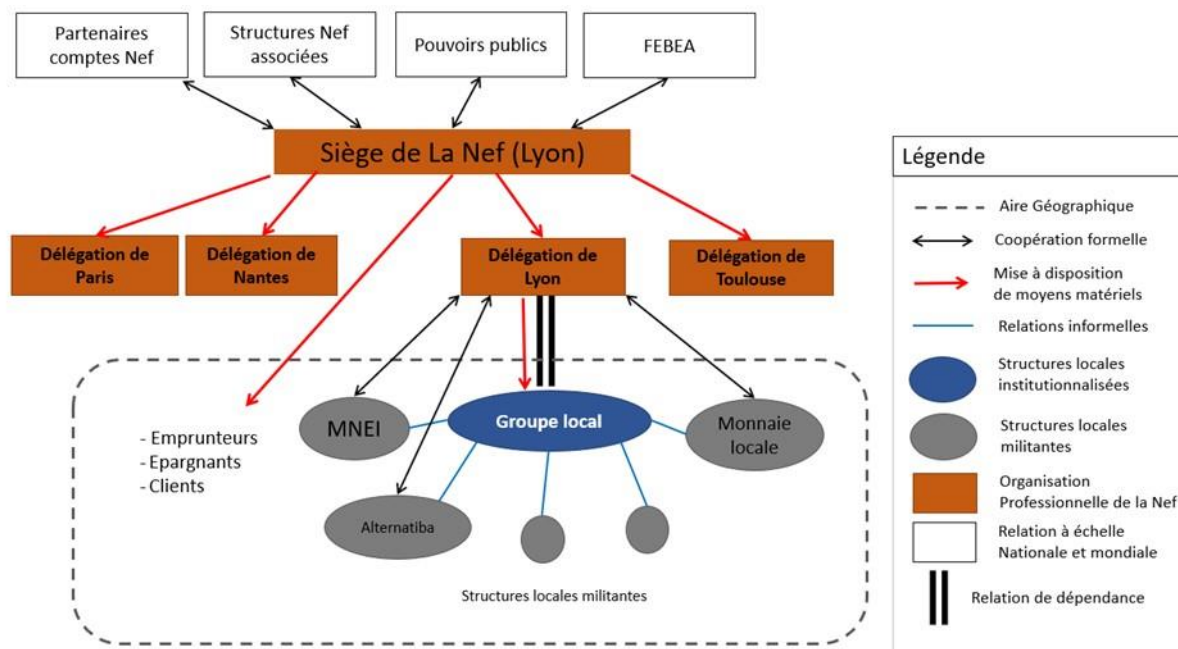 Partenaires
comptes Nef
Structures Nef
associées
Pouvoirs publics
FEBEA
Siège de La Nef (Lyon)
Délégation de
Paris
Délégation de
Nantes
Délégation de
Lyon
Délégation de
Toulouse
- Emprunteurs
- Epargnants
- Clients
MNEI
Groupe local
Monnaie
locale
Alternatiba
Structures locales militantes
Légende
Aire Géographique
Coopération formelle
Mise à disposition
de moyens matériels
Relations informelles
Structures locales
institutionnalisées
Structures locales
militantes
Organisation
Professionnelle de la Nef
Relation à échelle
Nationale et mondiale
Relation de dépendance